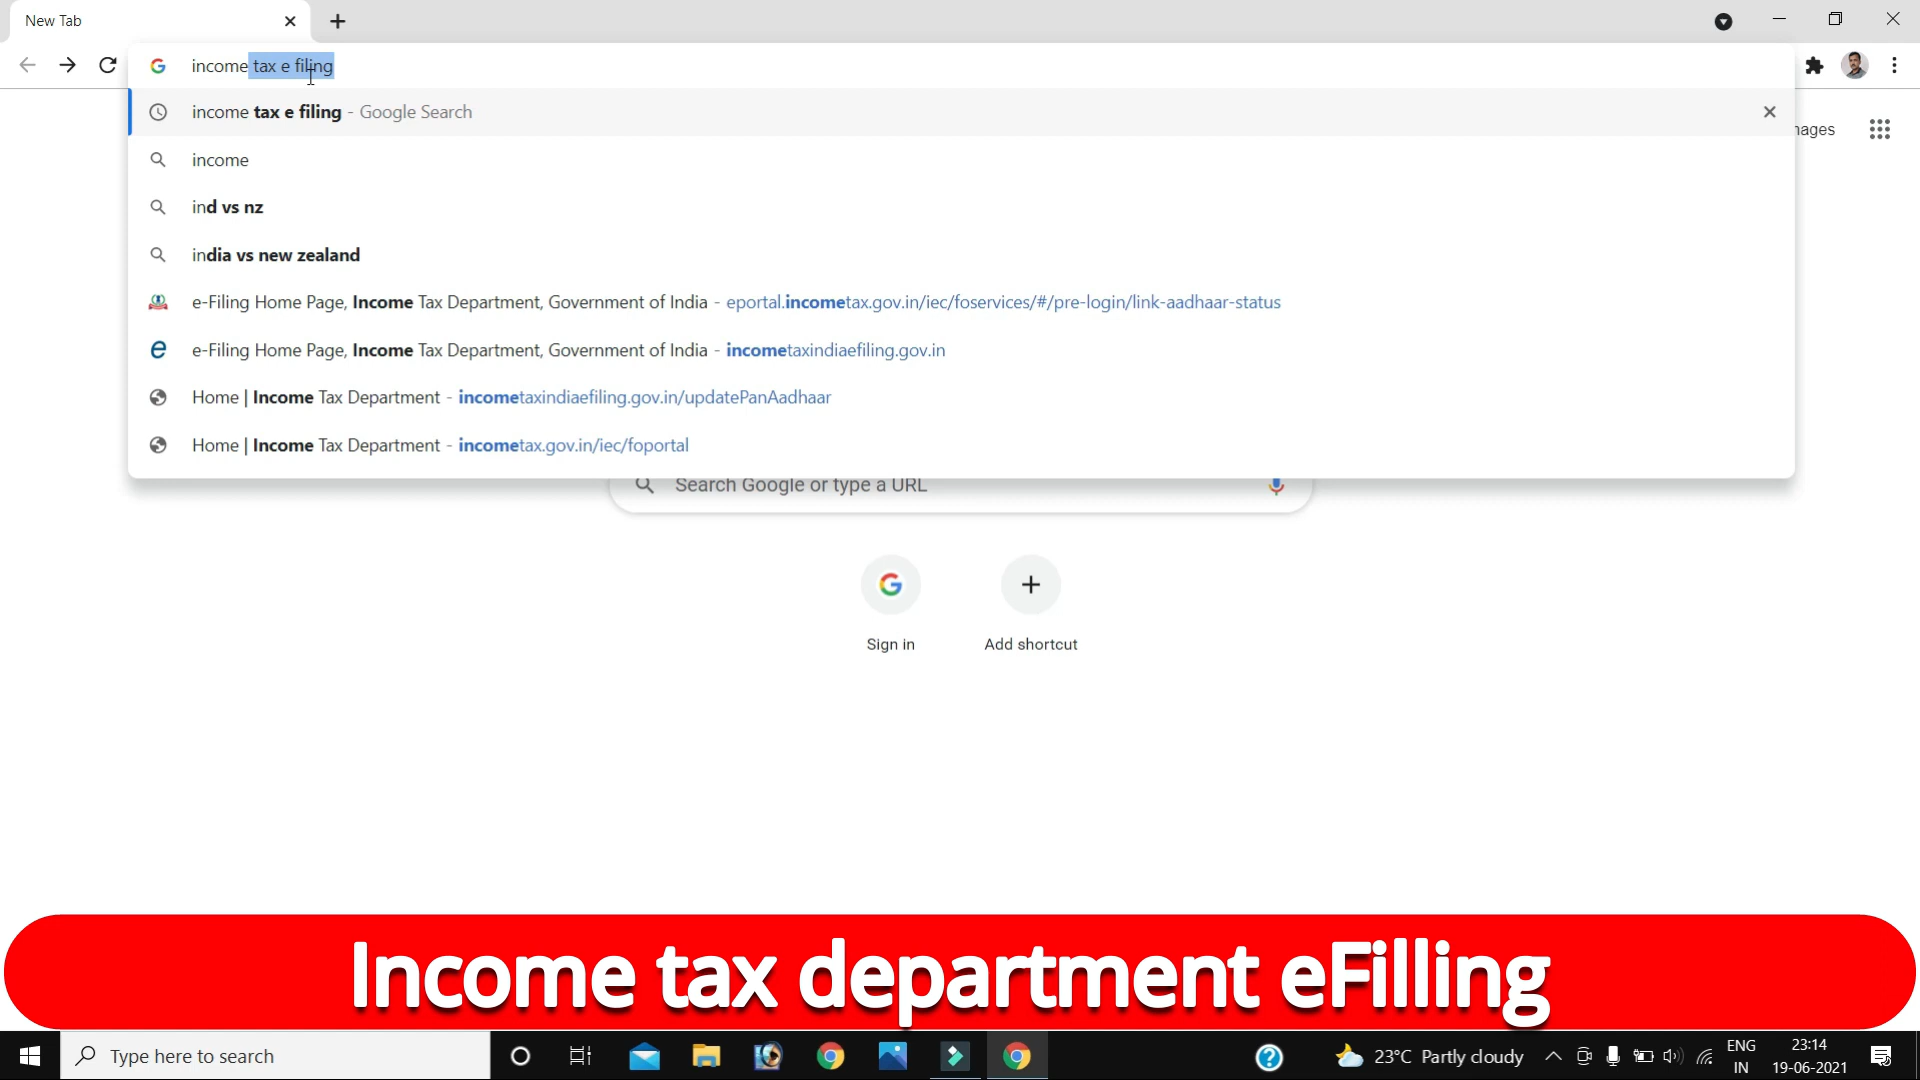 New Tab
income tax e filing
income tax e filing - Google Search
income
ind vs nz
india vs new zealand
e-Filing Home Page, Income Tax Department, Government of India - eportal.incometax.gov.in/iec/foservices/#/pre-login/link-aadhaar-status
e-Filing Home Page, Income Tax Department, Government of India - incometaxindiaefiling.gov.in
Home | Income Tax Department - incometaxindiaefiling.gov.in/updatePanAadhaar
Home | Income Tax Department - incometax.gov.in/iec/foportal
Search Google or type a URL
Sign in
Add shortcut
Income tax department eFilling
Type here to search
23°C Partly cloudy
ENG
IN
23:14
19-06-2021